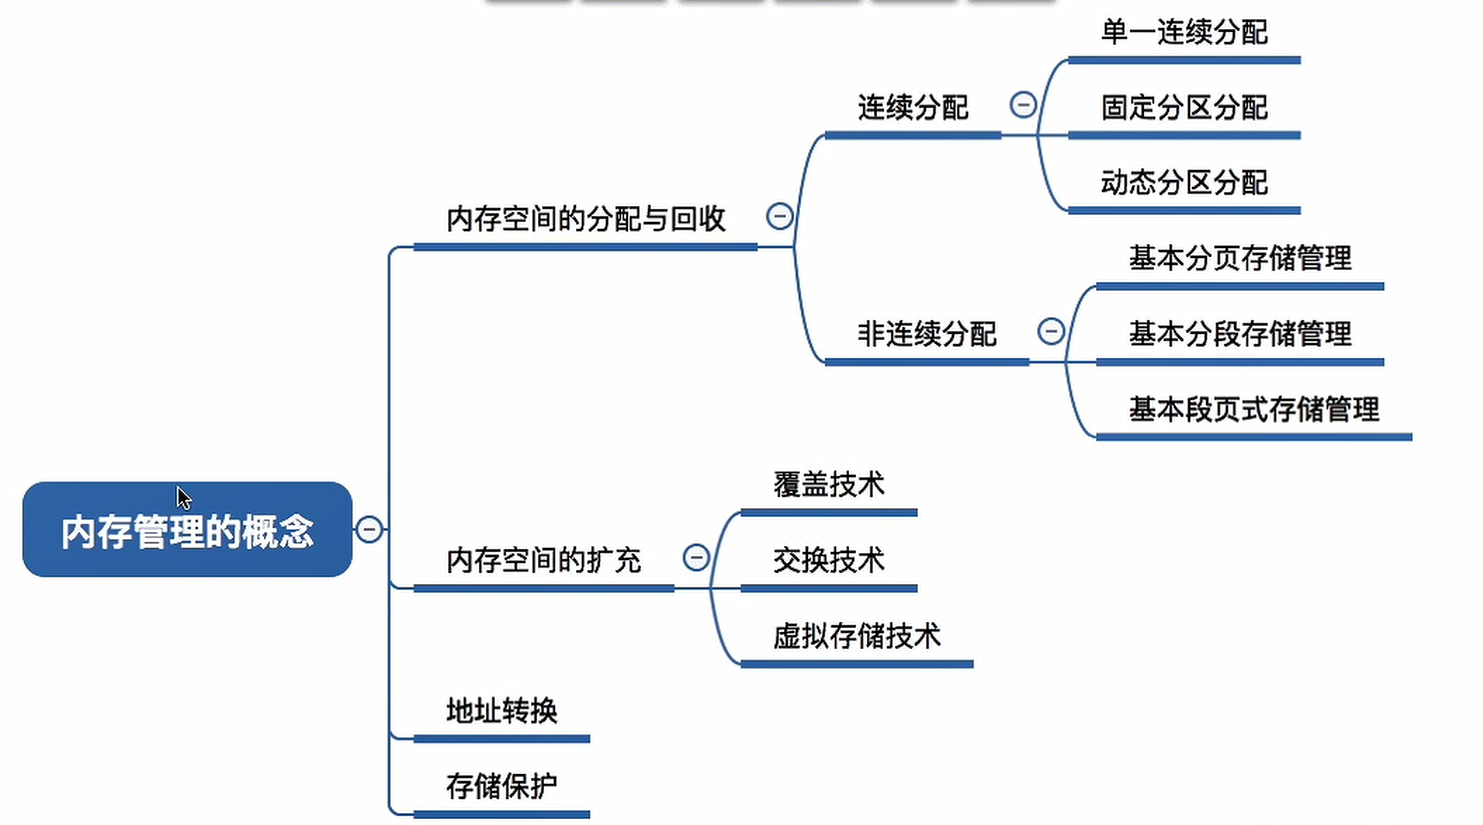 单一连续分配
连续分配
固定分区分配
动态分区分配
内存空间的分配与回收
基本分页存储管理
非连续分配
基本分段存储管理
基本段页式存储管理
覆盖技术
内存管理的概念
内存空间的扩充
交换技术
虚拟存储技术
地址转换
存储保护